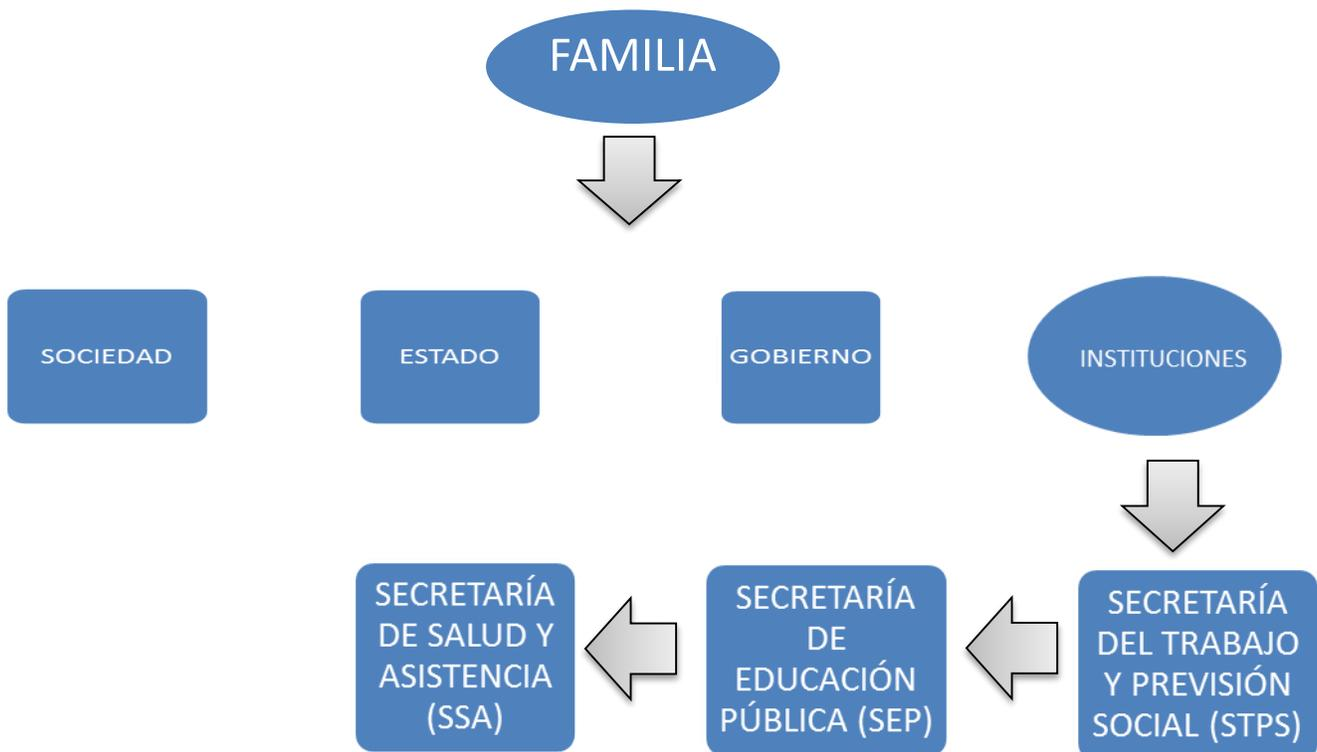 FAMILIA
SOCIEDAD
ESTADO
GOBIERNO
INSTITUCIONES
SECRETARÍA
DE SALUD Y
ASISTENCIA
(SSA)
SECRETARÍA
DE
EDUCACIÓN
PÚBLICA (SEP)
SECRETARÍA
DEL TRABAJO
Y PREVISIÓN
SOCIAL (STPS)